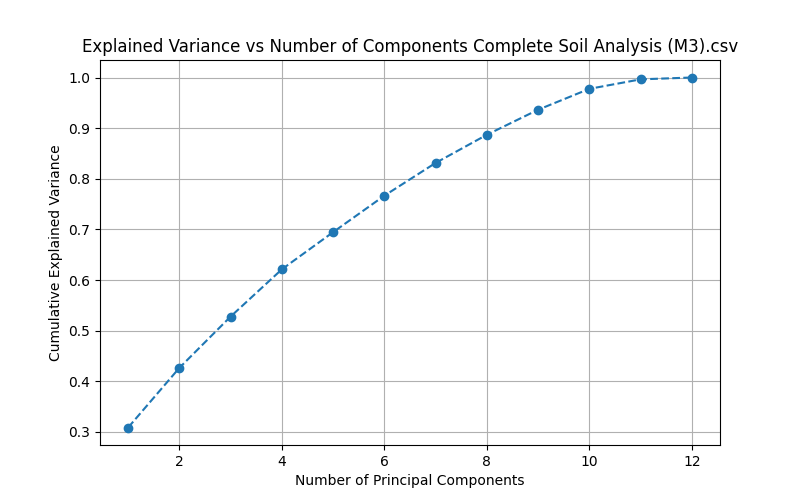 Explained Variance vs Number of Components Complete Soil Analysis (M3).csv
1.0
0.9
0.8
0.7
0.6
0.5
0.4
0.3
Cumulative Explained Variance
2 4 6 8 10 12
Number of Principal Components